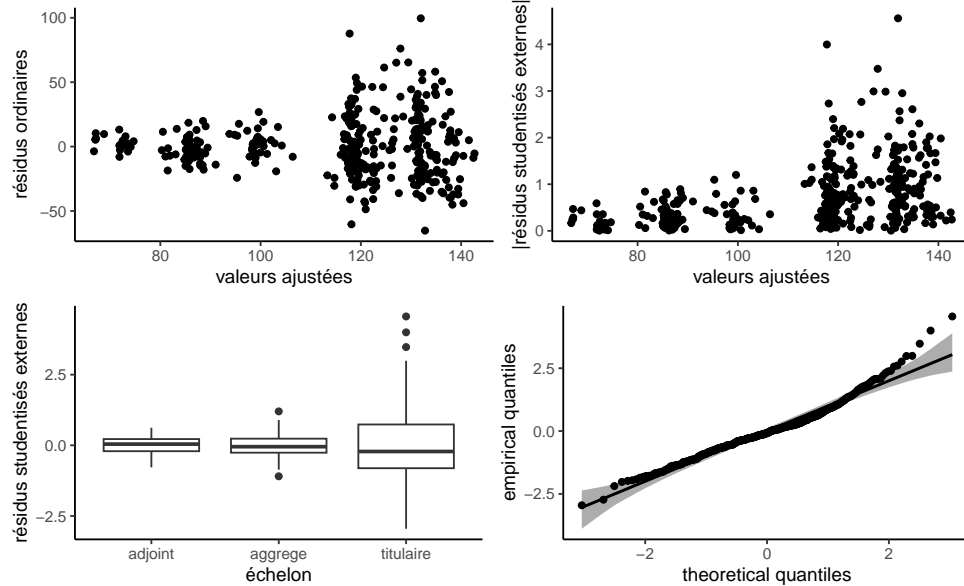 résidus ordinaires
100
50
0
−50
80
100
120
140
valeurs ajustées
|résidus studentisés externes|
4
3
2
1
0
80
100
120
140
valeurs ajustées
résidus studentisés externes
2.5
0.0
−2.5
adjoint
aggrege
titulaire
échelon
empirical quantiles
2.5
0.0
−2.5
−2
0
2
theoretical quantiles